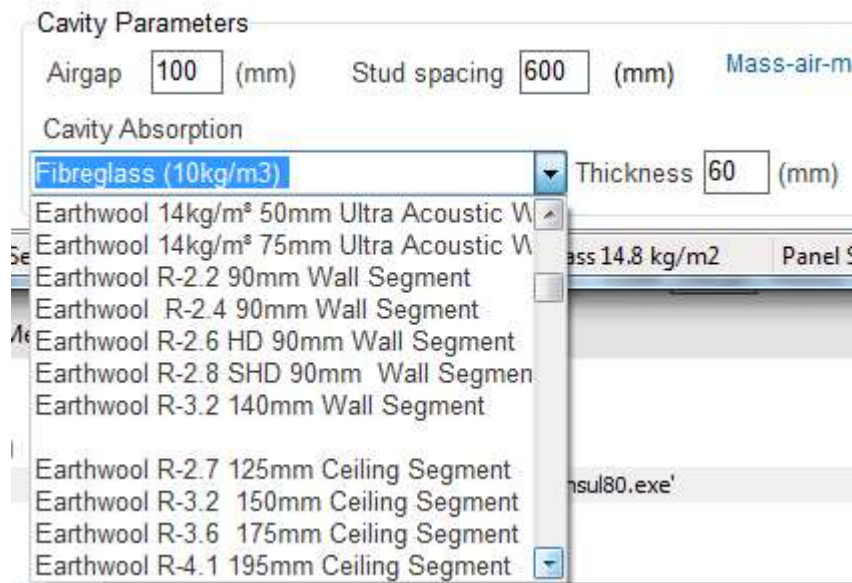 Cavity Parameters
Airgap 100 (mm) Stud spacing 600 (mm) Mass-air-m
Cavity Absorption
Fibreglass (10kg/m3) Thickness 60 (mm)
Earthwool 14kg/m³ 50mm Ultra Acoustic W
Earthwool 14kg/m³ 75mm Ultra Acoustic W
Se ass 14.8 kg/m2 Panel S
Earthwool R-2.2 90mm Wall Segment
Earthwool R-2.4 90mm Wall Segment
Me
Earthwool R-2.6 HD 90mm Wall Segment
Earthwool R-2.8 SHD 90mm Wall Segmen
Earthwool R-3.2 140mm Wall Segment
Earthwool R-2.7 125mm Ceiling Segment
nsul80.exe'
Earthwool R-3.2 150mm Ceiling Segment
Earthwool R-3.6 175mm Ceiling Segment
Earthwool R-4.1 195mm Ceiling Segment